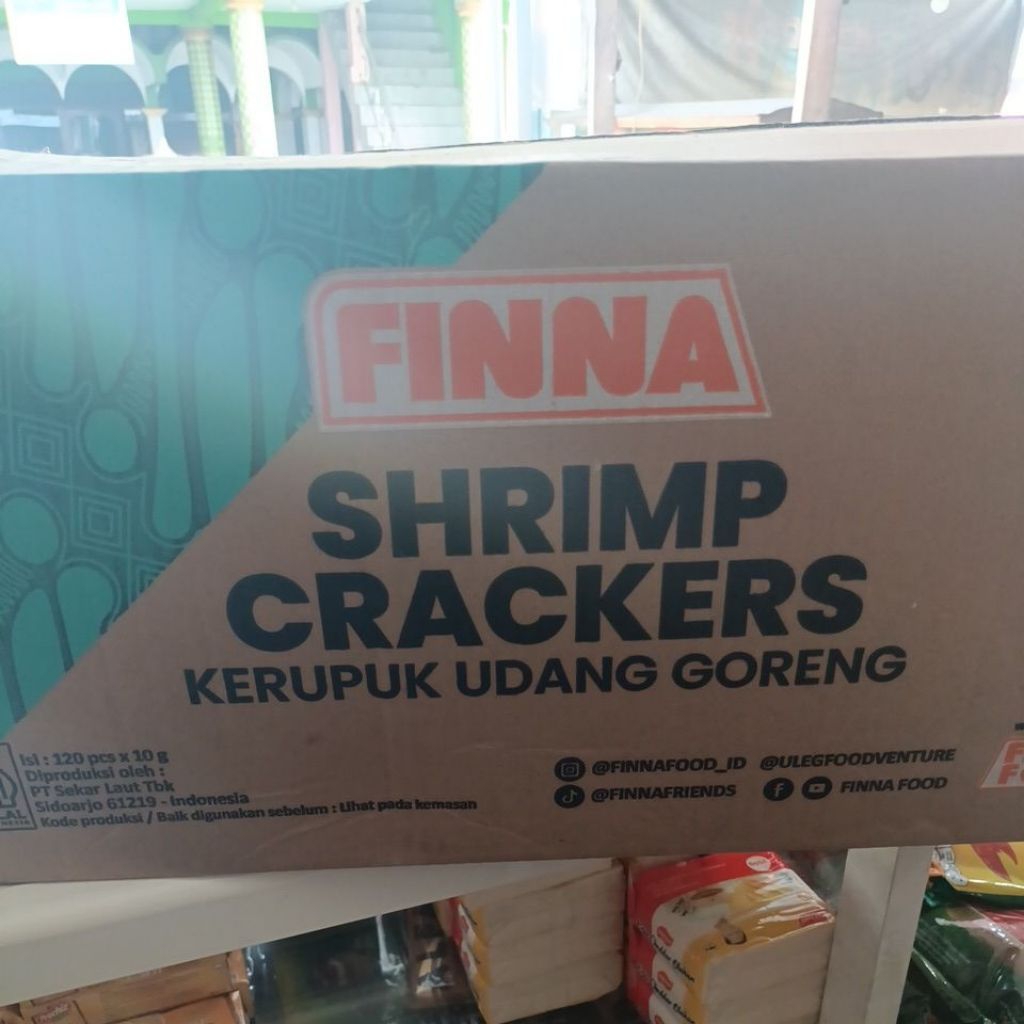 FINNA
SHRIMP
CRACKERS
KERUPUK UDANG GORENG
Isi : 120 pcs x 10 g
Diproduksi oleh :
PT Sekar Laut Tbk
Sidoarjo 61219 - Indonesia
Kode produksi / Baik digunakan sebelum : Lihat pada kemasan
@FINNAFOOD_ID @ULEGFOODVENTURE
@FINNAFRIENDS FINNA FOOD